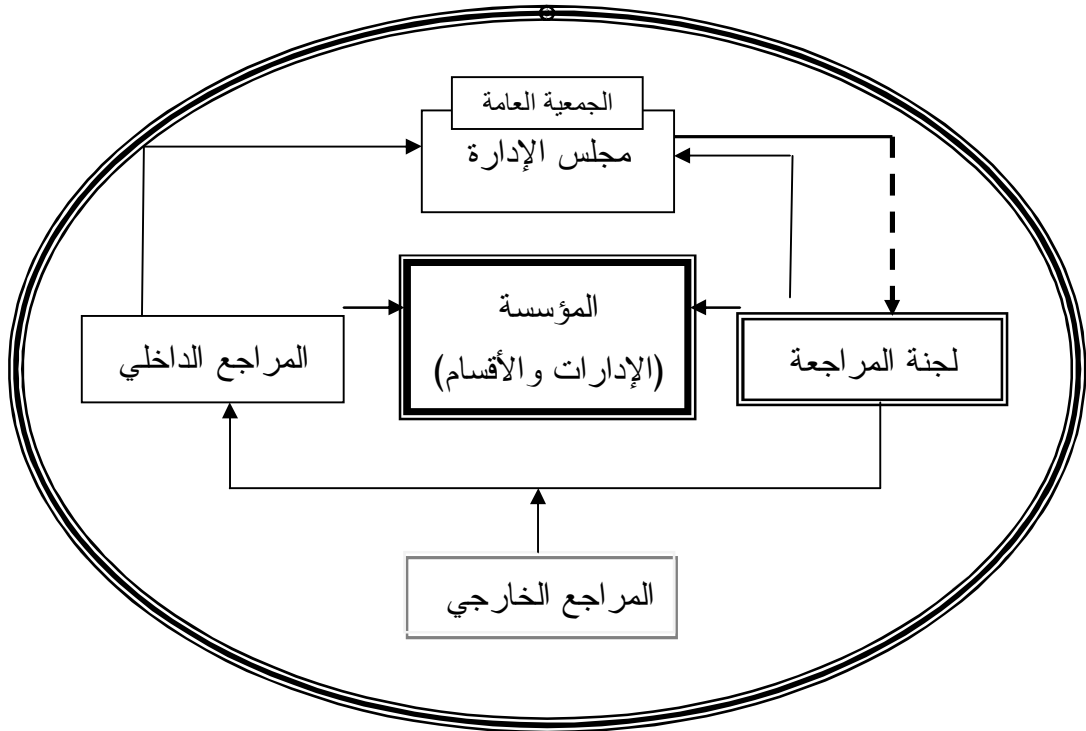 الجمعية العامة
مجلس الإدارة
المؤسسة
(الإدارات والأقسام)
لجنة المراجعة
المراجع الداخلي
المراجع الخارجي